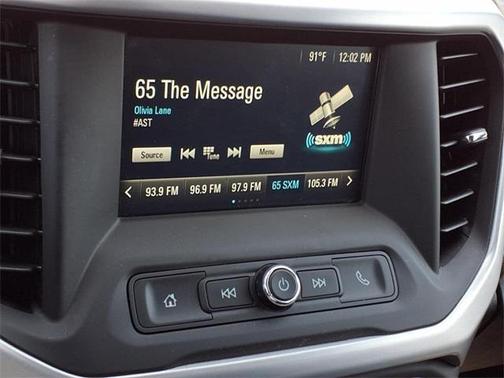 91°F 12:02 PM
65 The Message
Olivia Lane
#AST
sxm
Source Tune Menu
93.9 FM 96.9 FM 97.9 FM 65 SXM 105.3 FM